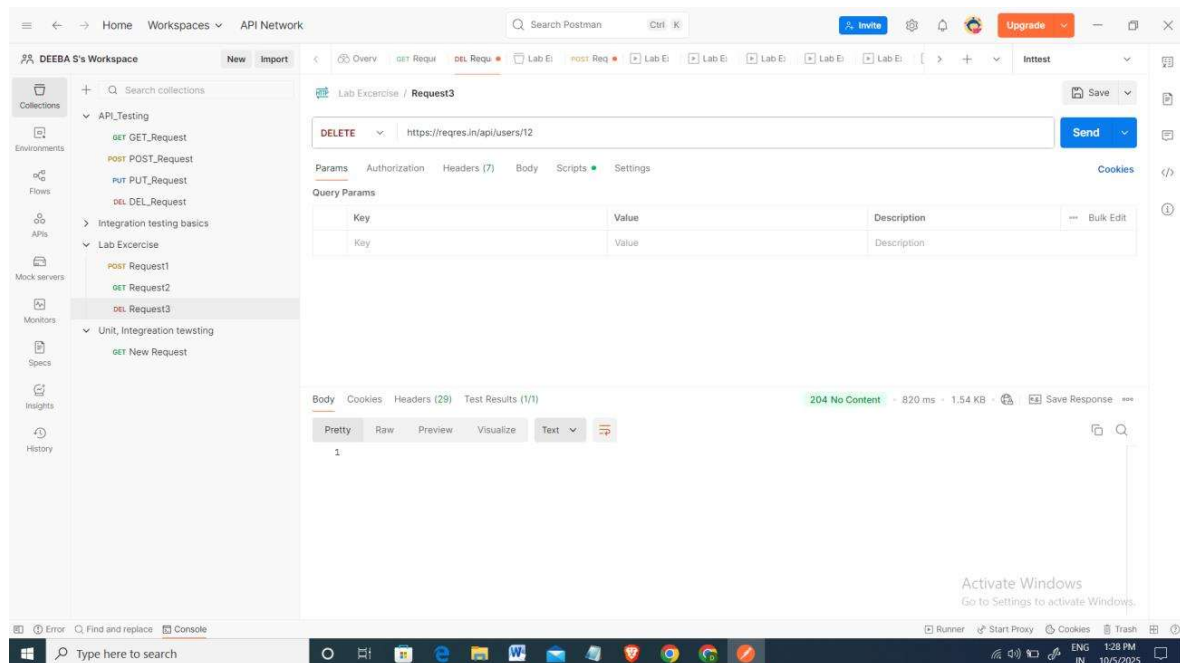 Home Workspaces API Network Search Postman Ctrl K Invite Upgrade
DEEBA S's Workspace New Import Overv GET Requ DEL Requ Lab E POST Req Lab E Lab E Lab E Lab E Lab E Inttest
Collections
Environments
Flows
APIs
Mock servers
Monitors
Specs
Insights
History
Search collections
API_Testing
GET GET_Request
POST POST_Request
PUT PUT_Request
DEL DEL_Request
Integration testing basics
Lab Excercise
POST Request1
GET Request2
DEL Request3
Unit, Integreation tewsting
GET New Request
Lab Excercise / Request3 Save
DELETE https://reqres.in/api/users/12 Send
Params Authorization Headers (7) Body Scripts Settings Cookies
Query Params
Key Value Description Bulk Edit
Key Value Description
Body Cookies Headers (29) Test Results (1/1) 204 No Content 820 ms 1.54 KB Save Response
Pretty Raw Preview Visualize Text
1
Activate Windows
Go to Settings to activate Windows.
Error Find and replace Console Runner Start Proxy Cookies Trash
Type here to search ENG 1:28 PM
IN 10/5/2025